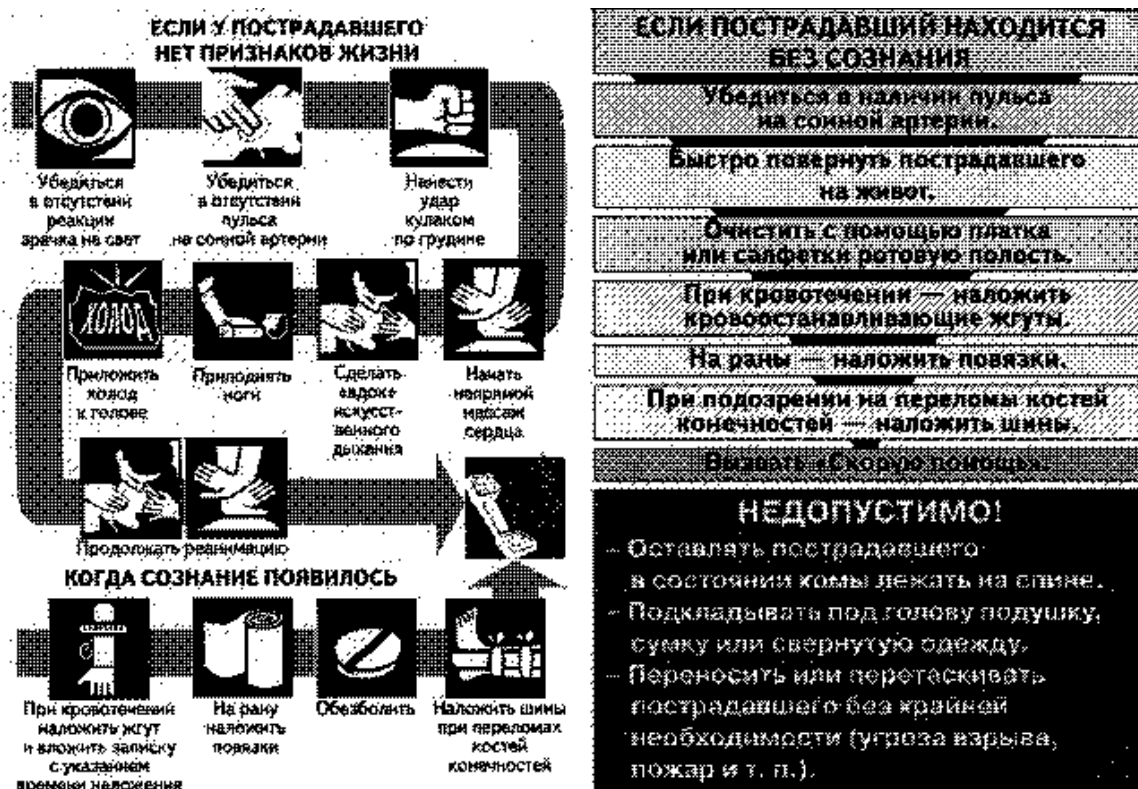 ЕСЛИ У ПОСТРАДАВШЕГО
НЕТ ПРИЗНАКОВ ЖИЗНИ
Убедиться
в отсутствии
реакции
зрачка на свет
Убедиться
в отсутствии
пульса
на сонной артерии
Нанести
удар
кулаком
по грудине
ХОЛОД
Приложить
холод
к голове
Приподнять
ноги
Сделать
«вдох»
искусст-
венного
дыхания
Начать
непрямой
массаж
сердца
Продолжать реанимацию
КОГДА СОЗНАНИЕ ПОЯВИЛОСЬ
При кровотечении
наложить жгут
и вложить записку
с указанием
времени наложения
На рану
наложить
повязки
Обезболить
Наложить шины
при переломах
костей
конечностей
ЕСЛИ ПОСТРАДАВШИЙ НАХОДИТСЯ
БЕЗ СОЗНАНИЯ
Убедиться в наличии пульса
на сонной артерии.
Быстро повернуть пострадавшего
на живот.
Очистить с помощью платка
или салфетки ротовую полость.
При кровотечении — наложить
кровоостанавливающие жгуты.
На раны — наложить повязки.
При подозрении на переломы костей
конечностей — наложить шины.
Вызвать «Скорую помощь».
НЕДОПУСТИМО!
– Оставлять пострадавшего
в состоянии комы лежать на спине.
– Подкладывать под голову подушку,
сумку или свернутую одежду.
– Переносить или перетаскивать
пострадавшего без крайней
необходимости (угроза взрыва,
пожар и т. п.).